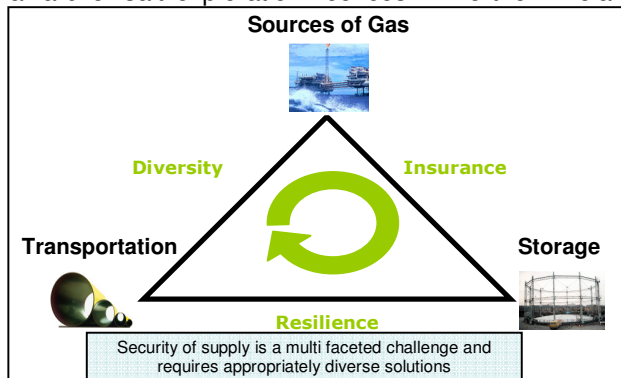 Sources of Gas
Diversity
Insurance
Transportation
Storage
Resilience
Security of supply is a multi faceted challenge and
requires appropriately diverse solutions